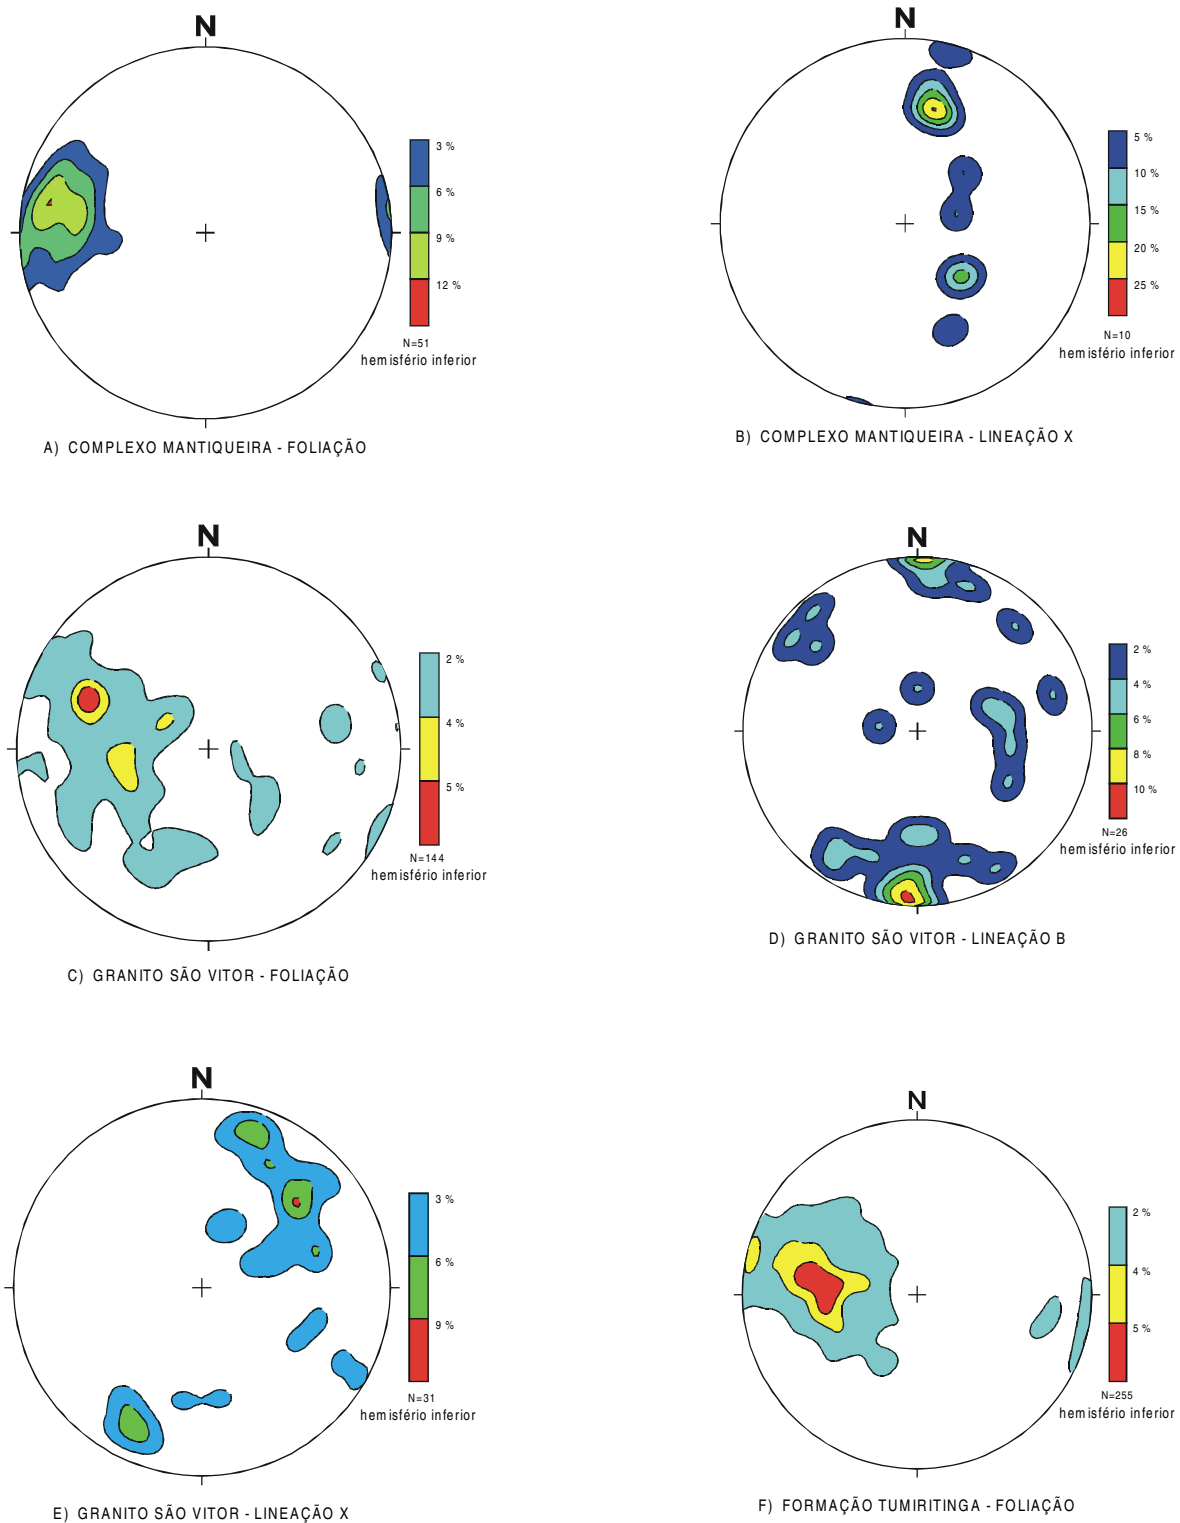 N
3 %
6 %
9 %
12 %
N=51
hemisfério inferior
A) COMPLEXO MANTIQUEIRA - FOLIAÇÃO
N
5 %
10 %
15 %
20 %
25 %
N=10
hemisfério inferior
B) COMPLEXO MANTIQUEIRA - LINEAÇÃO X
N
2 %
4 %
5 %
N=144
hemisfério inferior
C) GRANITO SÃO VITOR - FOLIAÇÃO
N
2 %
4 %
6 %
8 %
10 %
N=26
hemisfério inferior
D) GRANITO SÃO VITOR - LINEAÇÃO B
N
3 %
6 %
9 %
N=31
hemisfério inferior
E) GRANITO SÃO VITOR - LINEAÇÃO X
N
2 %
4 %
5 %
N=255
hemisfério inferior
F) FORMAÇÃO TUMIRITINGA - FOLIAÇÃO